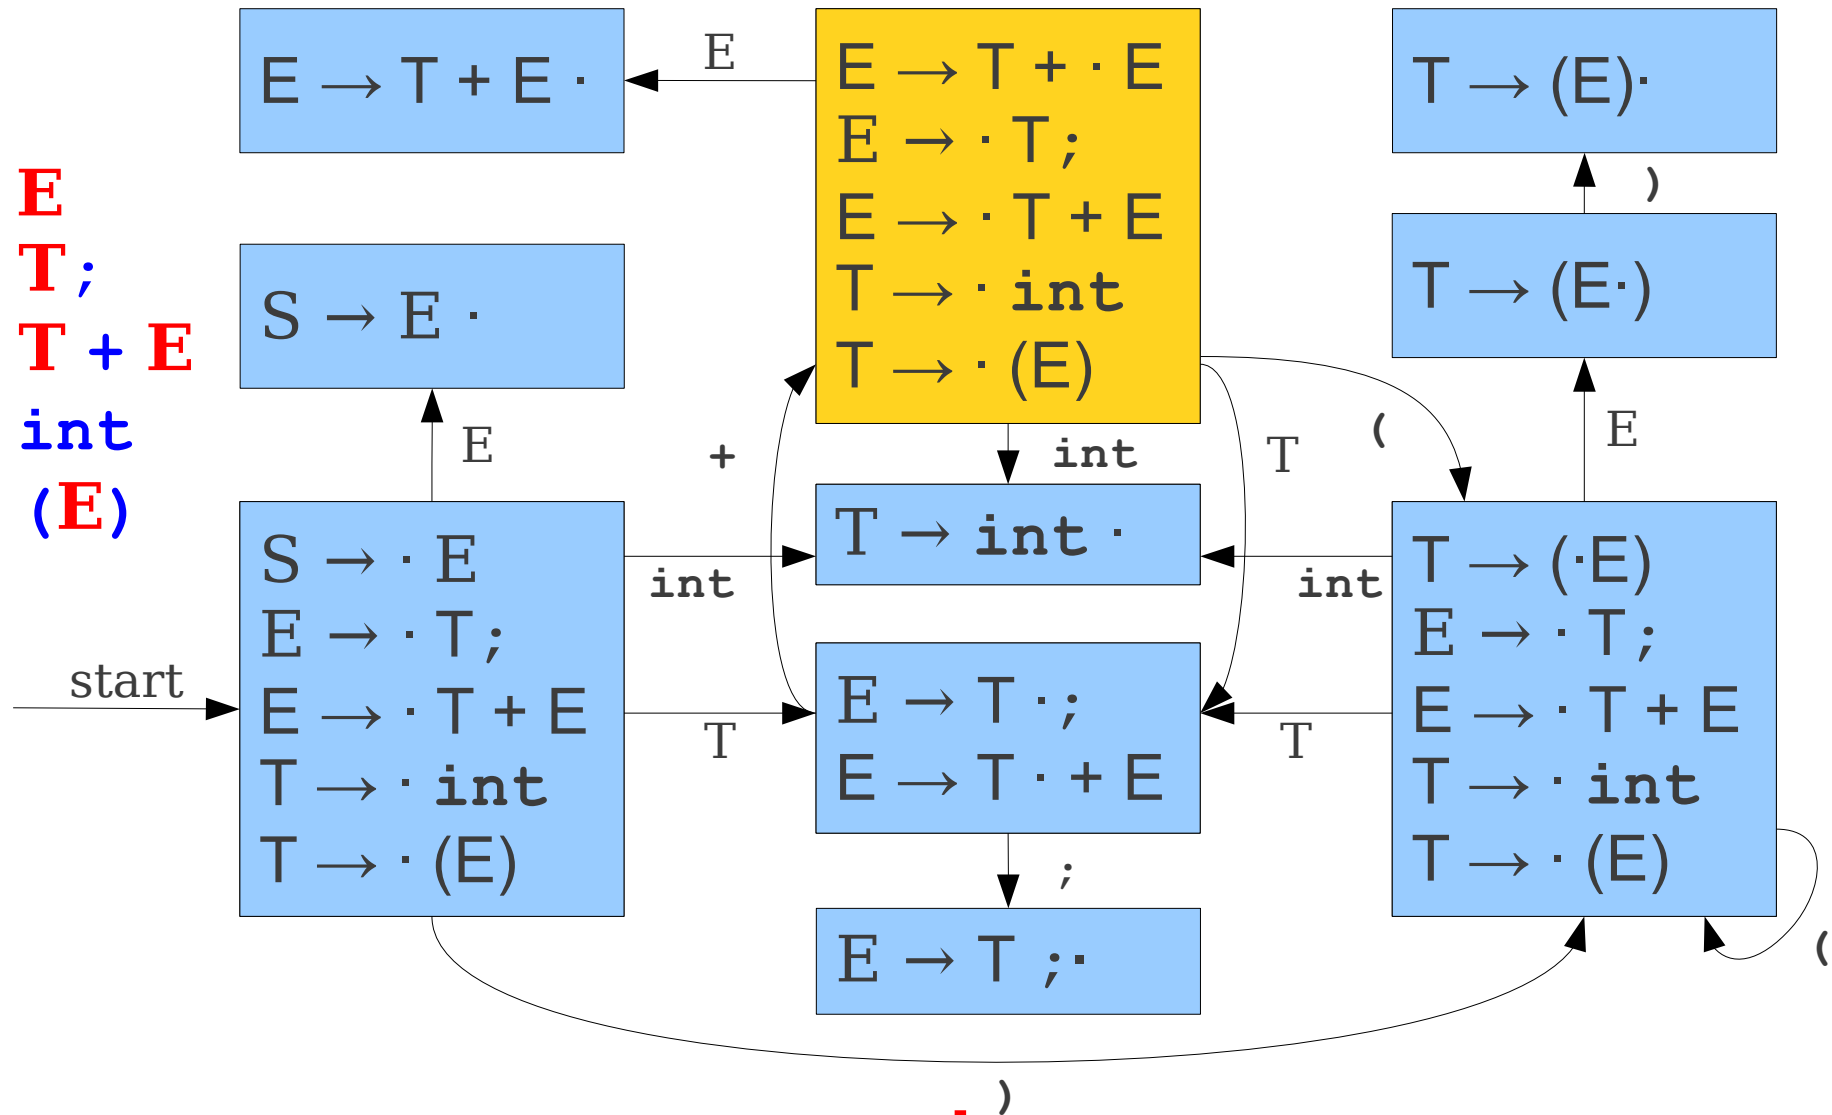 E
T ;
T + E
int
(E)
start
E → T + E ·
E
S → E ·
E
S → · E
E → · T ;
E → · T + E
T → · int
T → · (E)
E → T + · E
E → · T ;
E → · T + E
T → · int
T → · (E)
+
int
T
(
T → int ·
int
int
E → T · ;
E → T · + E
T
T
;
E → T ; ·
T → (E)·
)
T → (E·)
E
T → (·E)
E → · T ;
E → · T + E
T → · int
T → · (E)
(
)